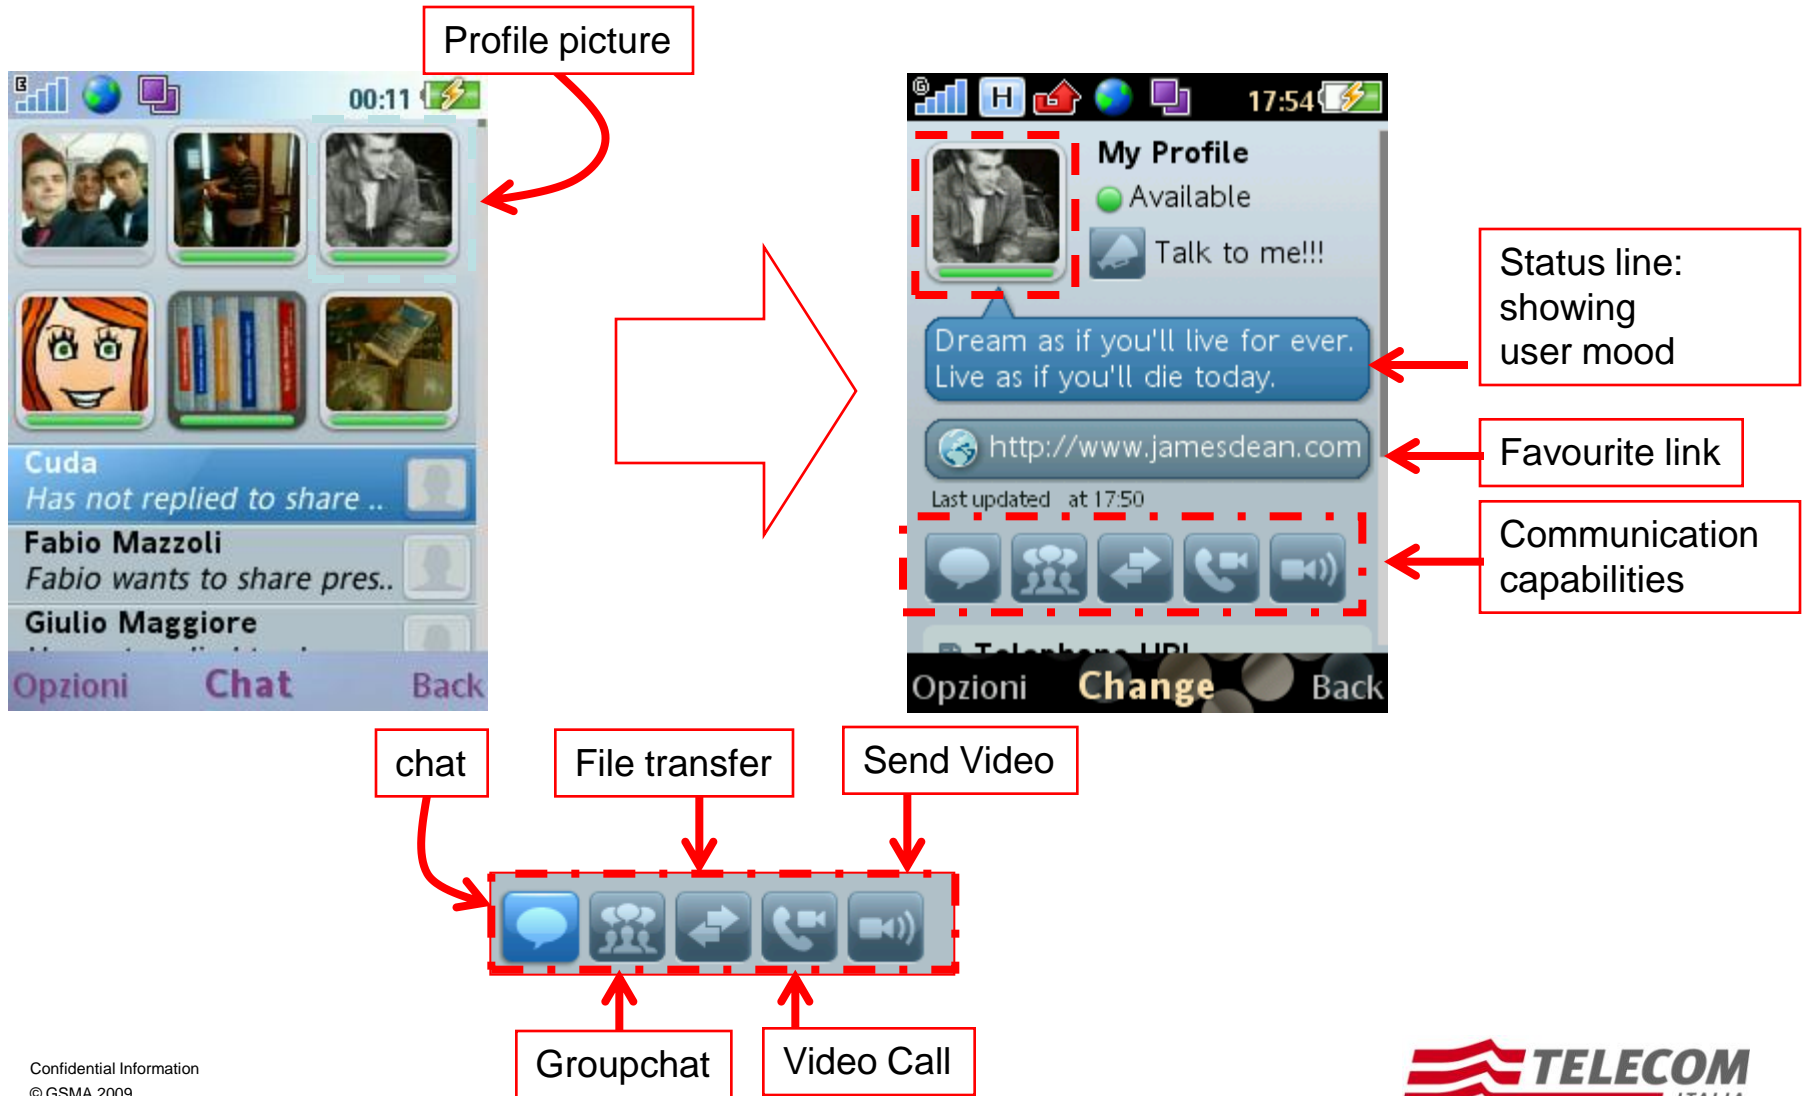 Profile picture
00:11
Cuda
Has not replied to share ..
Fabio Mazzoli
Fabio wants to share pres..
Giulio Maggiore
Opzioni Chat Back
H
17:54
My Profile
Available
Talk to me!!!
Dream as if you'll live for ever.
Live as if you'll die today.
http://www.jamesdean.com
Last updated at 17:50
Telephone URI
Opzioni Change Back
Status line:
showing
user mood
Favourite link
Communication
capabilities
chat
File transfer
Send Video
Groupchat
Video Call
Confidential Information
© GSMA 2009
TELECOM
ITALIA